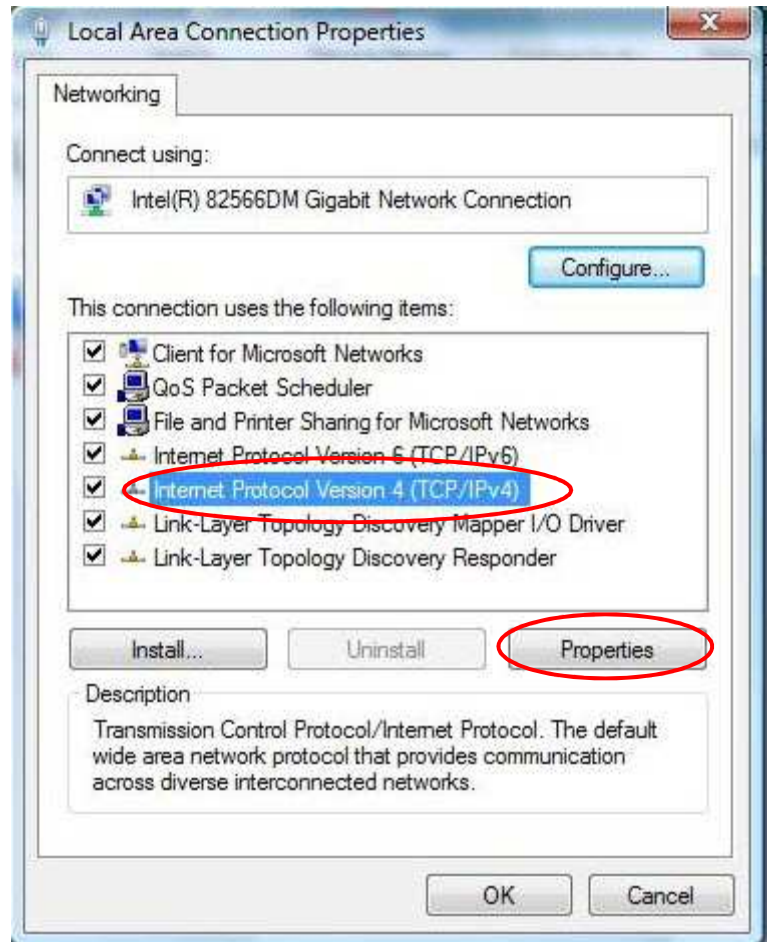 Local Area Connection Properties
Networking
Connect using:
Intel(R) 82566DM Gigabit Network Connection
Configure...
This connection uses the following items:
Client for Microsoft Networks
QoS Packet Scheduler
File and Printer Sharing for Microsoft Networks
Internet Protocol Version 6 (TCP/IPv6)
Internet Protocol Version 4 (TCP/IPv4)
Link-Layer Topology Discovery Mapper I/O Driver
Link-Layer Topology Discovery Responder
Install... Uninstall Properties
Description
Transmission Control Protocol/Internet Protocol. The default
wide area network protocol that provides communication
across diverse interconnected networks.
OK Cancel